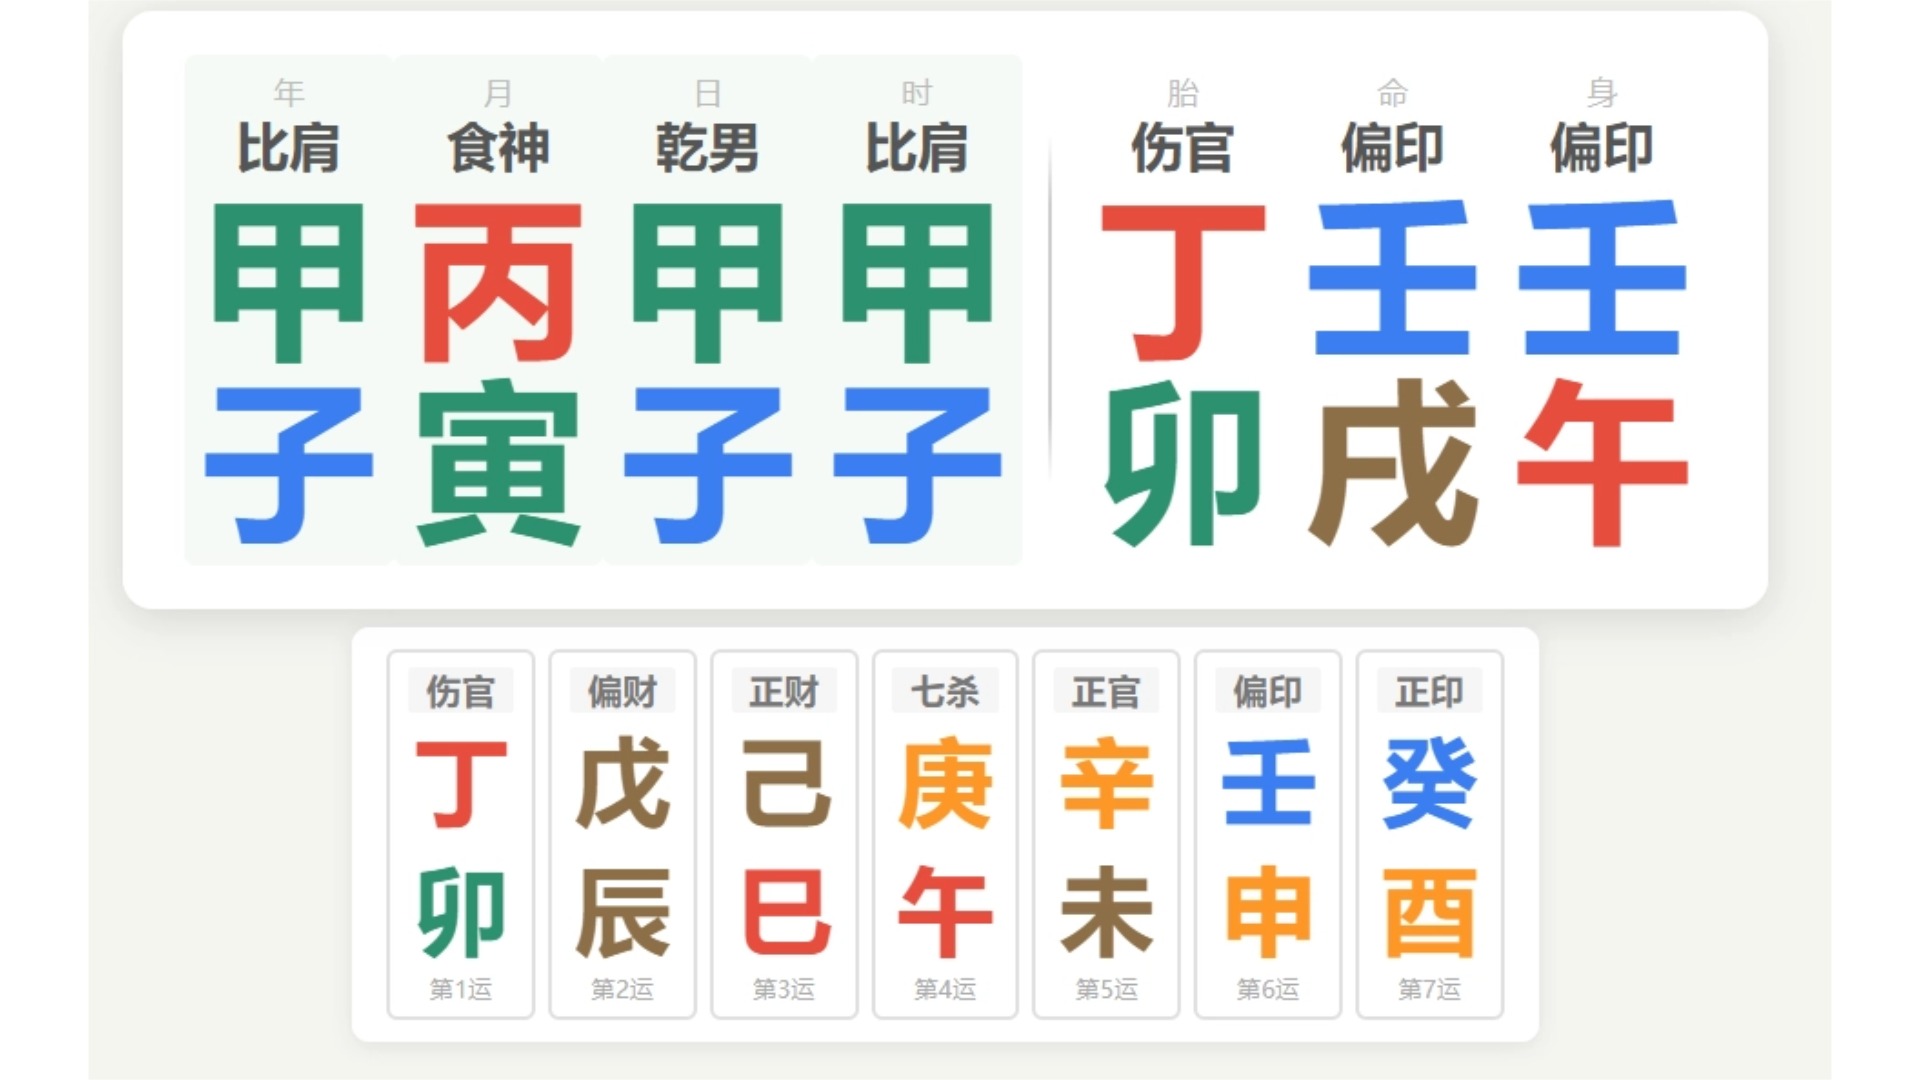 年 月 日 时 胎 命 身
比肩 食神 乾男 比肩 伤官 偏印 偏印
甲 丙 甲 甲 丁 壬 壬
子 寅 子 子 卯 戌 午
伤官 偏财 正财 七杀 正官 偏印 正印
丁 戊 己 庚 辛 壬 癸
卯 辰 巳 午 未 申 酉
第1运 第2运 第3运 第4运 第5运 第6运 第7运